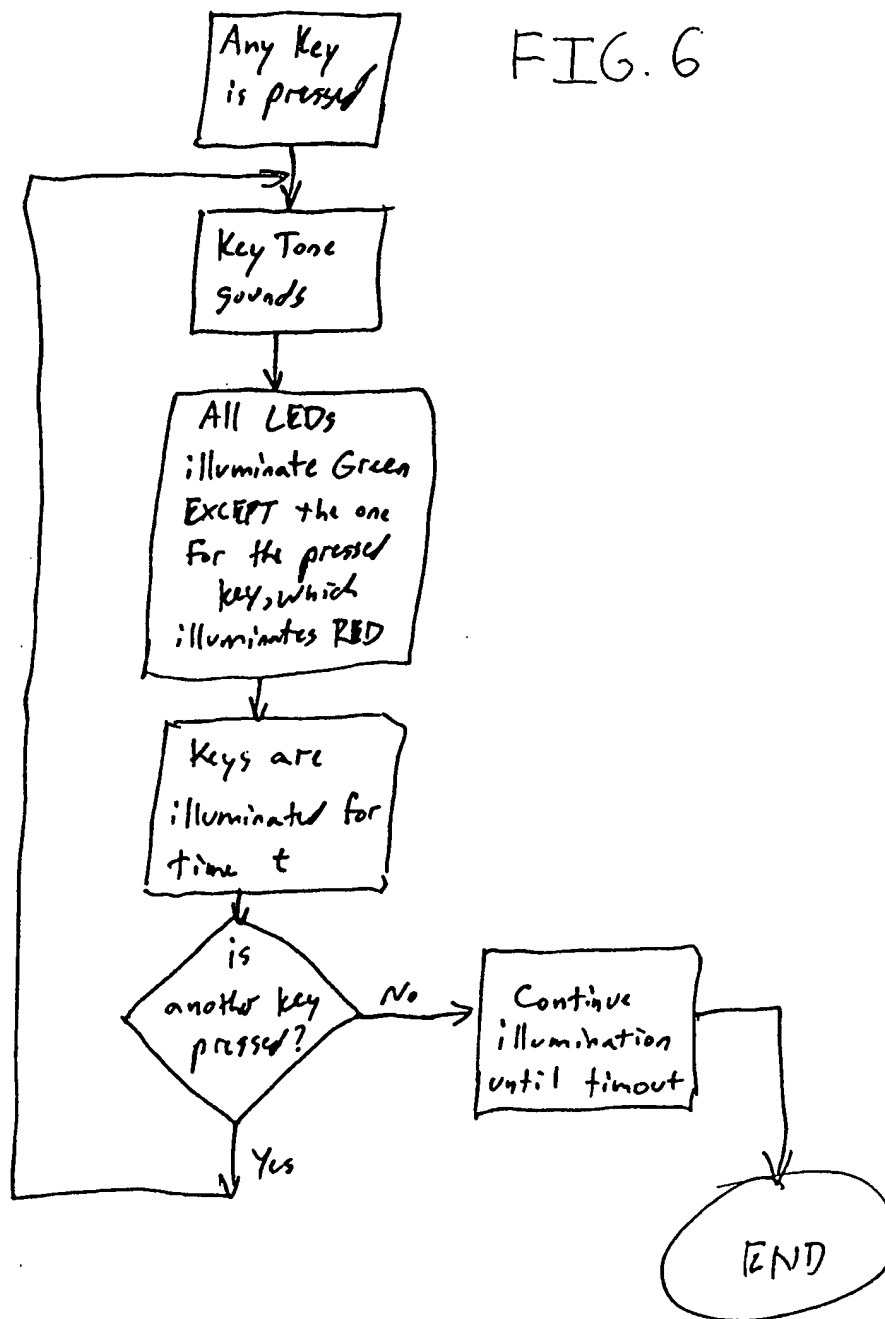 FIG. 6
Any Key
is pressed
Key Tone
sounds
All LEDs
illuminate Green
EXCEPT the one
for the pressed
key, which
illuminates RED
Keys are
illuminated for
time t
is
another key
pressed?
No
Yes
Continue
illumination
until timout
END